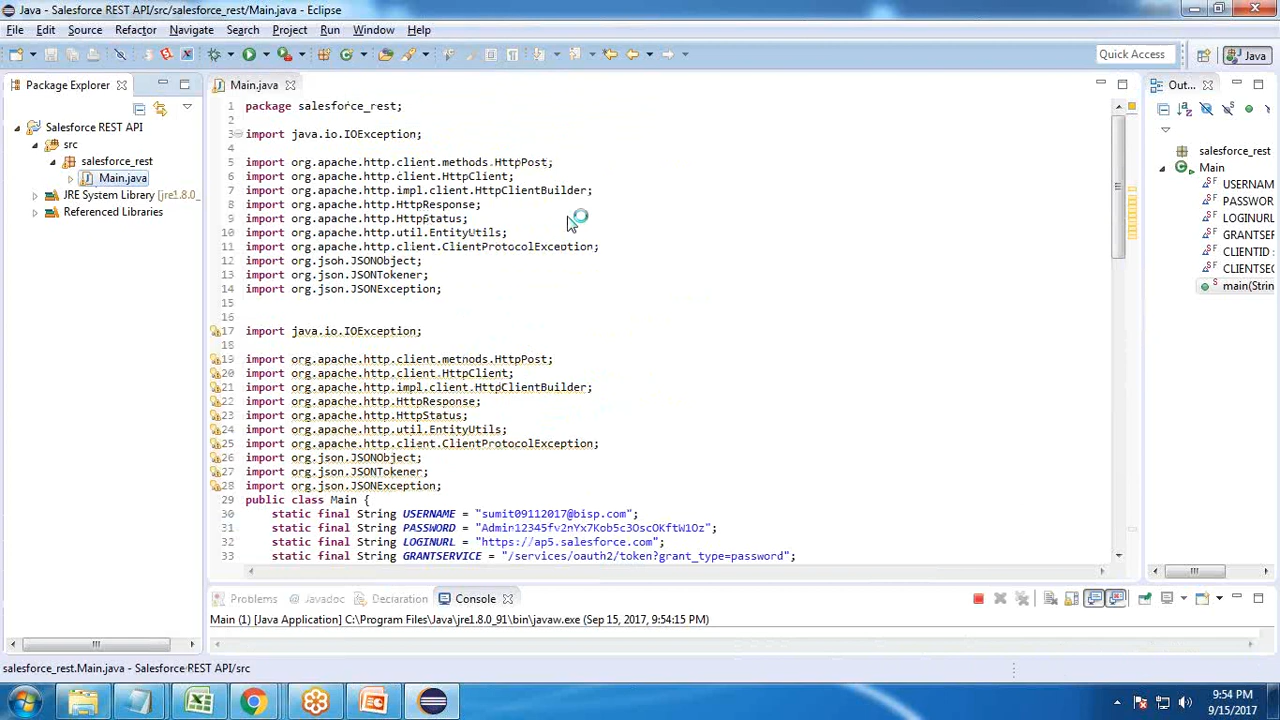 Java - Salesforce REST API/src/salesforce_rest/Main.java - Eclipse
File Edit Source Refactor Navigate Search Project Run Window Help
Quick Access Java
Package Explorer
Main.java
Out...
Salesforce REST API
src
salesforce_rest
Main.java
JRE System Library [jre1.8.0_
Referenced Libraries
1 package salesforce_rest;
2
3 import java.io.IOException;
4
5 import org.apache.http.client.methods.HttpPost;
6 import org.apache.http.client.HttpClient;
7 import org.apache.http.impl.client.HttpClientBuilder;
8 import org.apache.http.HttpResponse;
9 import org.apache.http.HttpStatus;
10 import org.apache.http.util.EntityUtils;
11 import org.apache.http.client.ClientProtocolException;
12 import org.json.JSONObject;
13 import org.json.JSONTokener;
14 import org.json.JSONException;
15
16
17 import java.io.IOException;
18
19 import org.apache.http.client.methods.HttpPost;
20 import org.apache.http.client.HttpClient;
21 import org.apache.http.impl.client.HttpClientBuilder;
22 import org.apache.http.HttpResponse;
23 import org.apache.http.HttpStatus;
24 import org.apache.http.util.EntityUtils;
25 import org.apache.http.client.ClientProtocolException;
26 import org.json.JSONObject;
27 import org.json.JSONTokener;
28 import org.json.JSONException;
29 public class Main {
30 static final String USERNAME = "sumit09112017@bisp.com";
31 static final String PASSWORD = "Admin12345fv2nYx7Kob5c3OscOKftW1Oz";
32 static final String LOGINURL = "https://ap5.salesforce.com";
33 static final String GRANTSERVICE = "/services/oauth2/token?grant_type=password";
salesforce_rest
Main
USERNAM
PASSWOR
LOGINURL
GRANTSER
CLIENTID :
CLIENTSEC
main(Strin
Problems Javadoc Declaration Console
Main (1) [Java Application] C:\Program Files\Java\jre1.8.0_91\bin\javaw.exe (Sep 15, 2017, 9:54:15 PM)
salesforce_rest.Main.java - Salesforce REST API/src
9:54 PM
9/15/2017